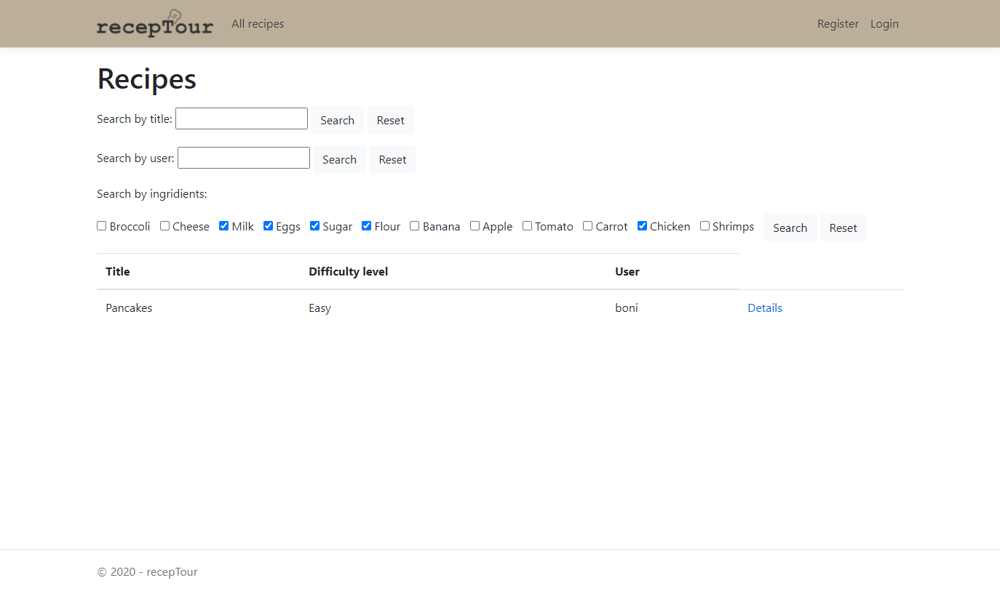 recepTour All recipes Register Login
Recipes
Search by title: Search Reset
Search by user: Search Reset
Search by ingridients:
Broccoli Cheese Milk Eggs Sugar Flour Banana Apple Tomato Carrot Chicken Shrimps Search Reset
Title Difficulty level User
Pancakes Easy boni Details
© 2020 - recepTour